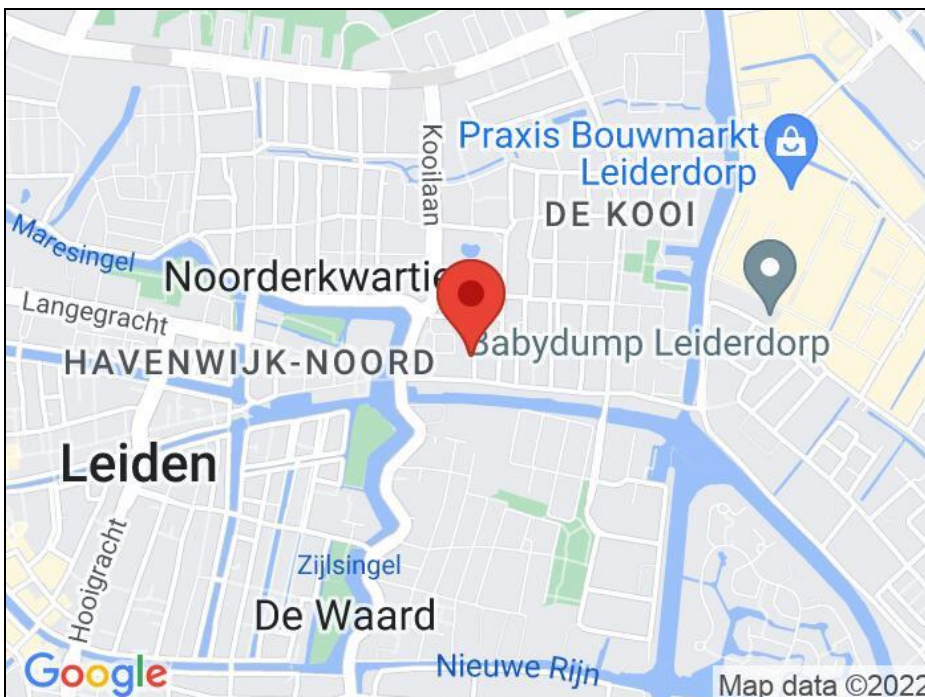 Kooilaan
Praxis Bouwmarkt
Leiderdorp
DE KOOI
Maresingel
Noorderkwartie
Langegracht
Babydump Leiderdorp
HAVENWIJK-NOORD
Leiden
Hooigracht
Zijlsingel
De Waard
Nieuwe Rijn
Google
Map data ©2022